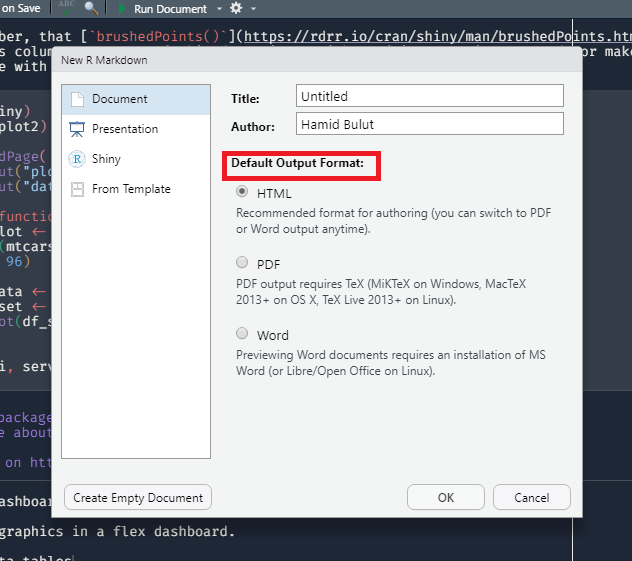 on Save
ABC
Run Document
ber, that [`brushedPoints()`](https://rdrr.io/cran/shiny/man/brushedPoints.htm
s colum
or mak
e with
New R Markdown
Document
Presentation
Shiny
From Template
Title:
Untitled
Author:
Hamid Bulut
Default Output Format:
HTML
Recommended format for authoring (you can switch to PDF
or Word output anytime).
PDF
PDF output requires TeX (MiKTeX on Windows, MacTeX
2013+ on OS X, TeX Live 2013+ on Linux).
Word
Previewing Word documents requires an installation of MS
Word (or Libre/Open Office on Linux).
Create Empty Document
OK
Cancel
iny)
plot2)
dPage(
ut("plo
ut("dat
functio
lot <-
(mtcars
96)
ata <-
set <-
ot(df_s
i, serv
package
e about
on htt
ashboard
graphics in a flex dashboard.
ta tables